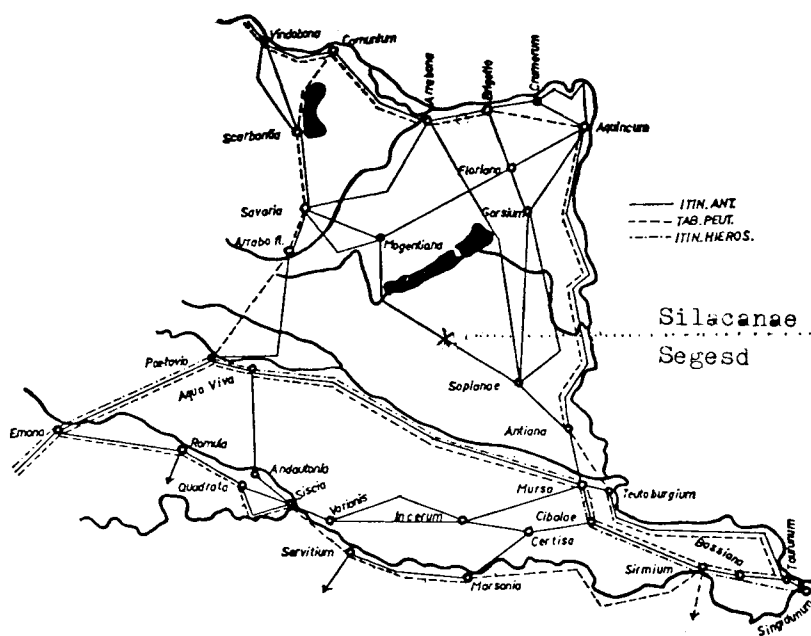 Vindobona
Carnuntum
Arrabona
Brigetio
Crumerum
Scarbantia
Aquincum
Floriana
Savaria
Gorsium
ITIN. ANT.
TAB. PEUT.
ITIN. HIEROS.
Arrabo fl.
Mogentiana
Silacanae
Segesd
Poetovio
Aqua Viva
Sopianae
Emona
Romula
Antiana
Andautonia
Quadrata
Siscia
Mursa
Teutoburgium
Varianis
Incerum
Cibalae
Certisa
Bassiana
Taurunum
Servitium
Sirmium
Marsonia
Singidunum